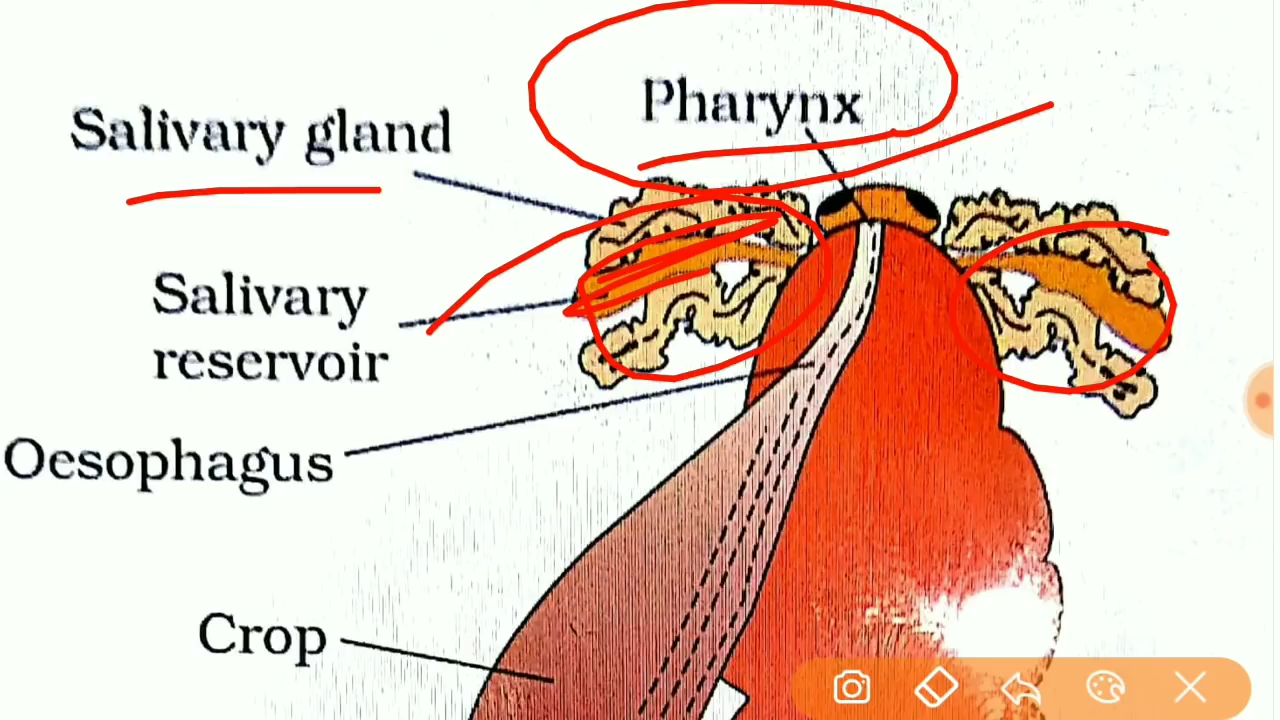 Pharynx
Salivary gland
Salivary
reservoir
Oesophagus
Crop